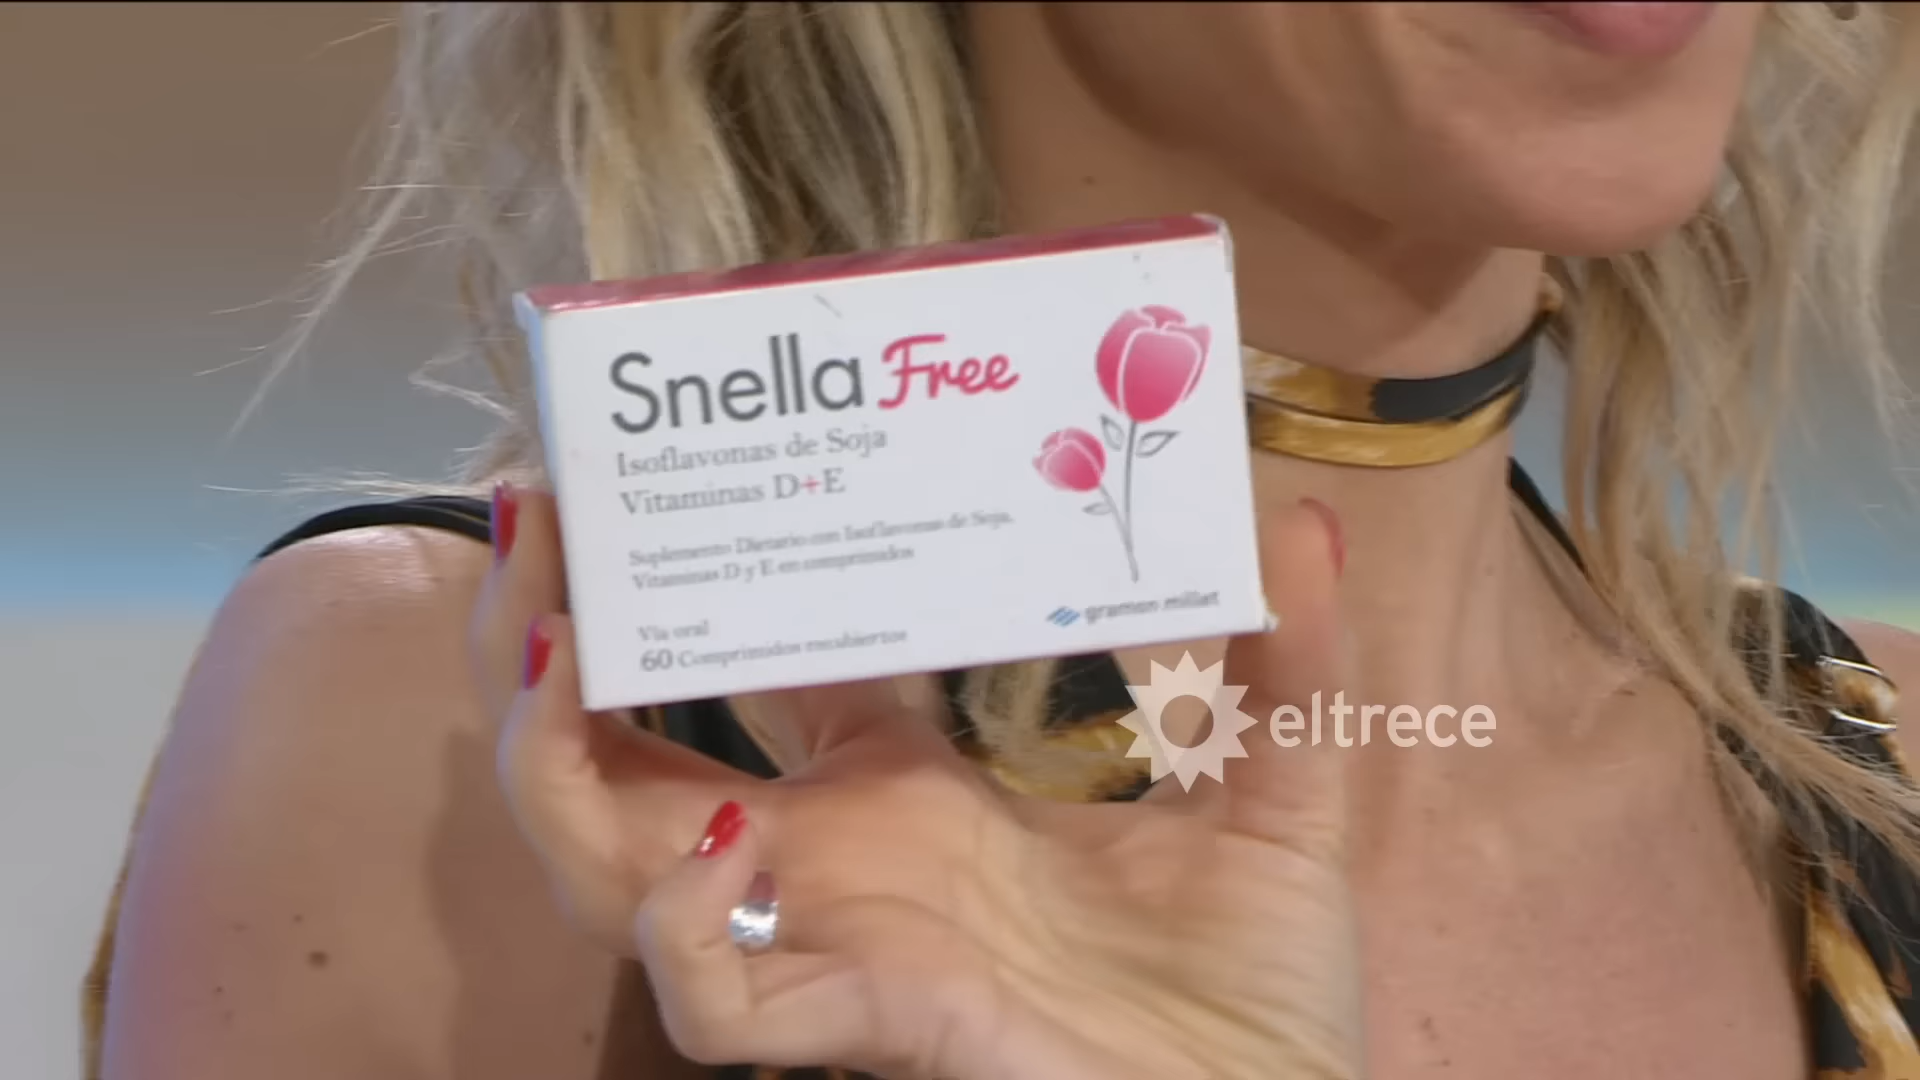 Snella Free
Isoflavonas de Soja
Vitaminas D+E
Suplemento Dietario con Isoflavonas de Soja,
Vitaminas D y E en comprimidos
Vía oral
60 Comprimidos recubiertos
gramon millet
eltrece